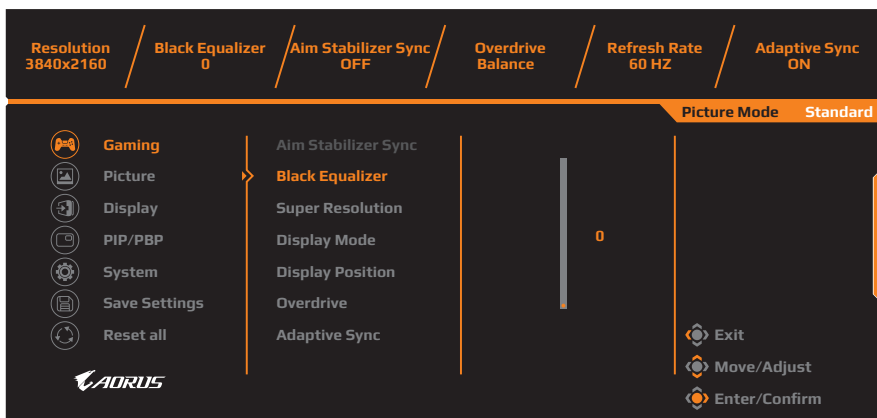 Resolution
3840x2160
Black Equalizer
0
Aim Stabilizer Sync
OFF
Overdrive
Balance
Refresh Rate
60 HZ
Adaptive Sync
ON
Picture Mode Standard
Gaming
Picture
Display
PIP/PBP
System
Save Settings
Reset all
Aim Stabilizer Sync
Black Equalizer
Super Resolution
Display Mode
Display Position
Overdrive
Adaptive Sync
0
Exit
Move/Adjust
Enter/Confirm
AORUS